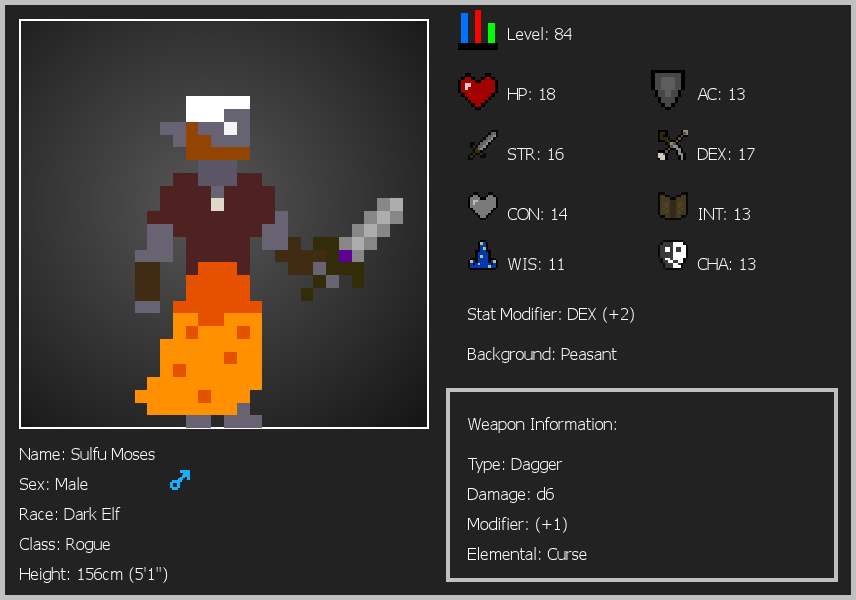 Level: 84
HP: 18
AC: 13
STR: 16
DEX: 17
CON: 14
INT: 13
WIS: 11
CHA: 13
Stat Modifier: DEX (+2)
Background: Peasant
Weapon Information:
Type: Dagger
Damage: d6
Modifier: (+1)
Elemental: Curse
Name: Sulfu Moses
Sex: Male
Race: Dark Elf
Class: Rogue
Height: 156cm (5'1")